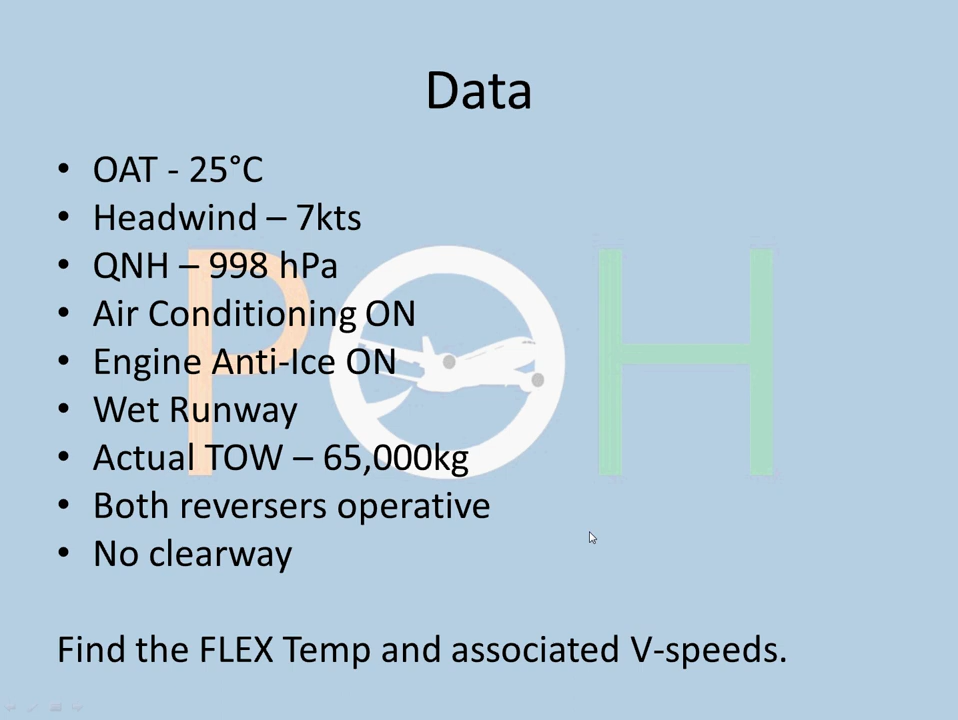 Data
• OAT - 25°C
• Headwind – 7kts
• QNH – 998 hPa
• Air Conditioning ON
• Engine Anti-Ice ON
• Wet Runway
• Actual TOW – 65,000kg
• Both reversers operative
• No clearway
Find the FLEX Temp and associated V-speeds.
POH